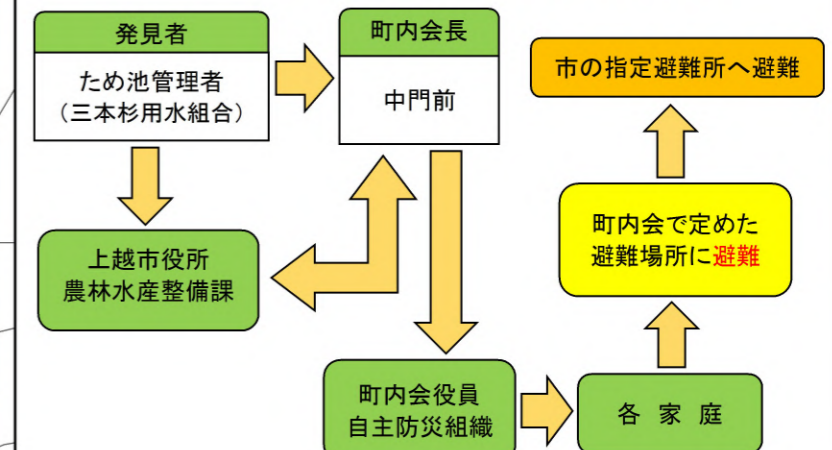 発見者
ため池管理者
（三本杉用水組合）
町内会長
中門前
市の指定避難所へ避難
上越市役所
農林水産整備課
町内会で定めた
避難場所に避難
町内会役員
自主防災組織
各 家 庭